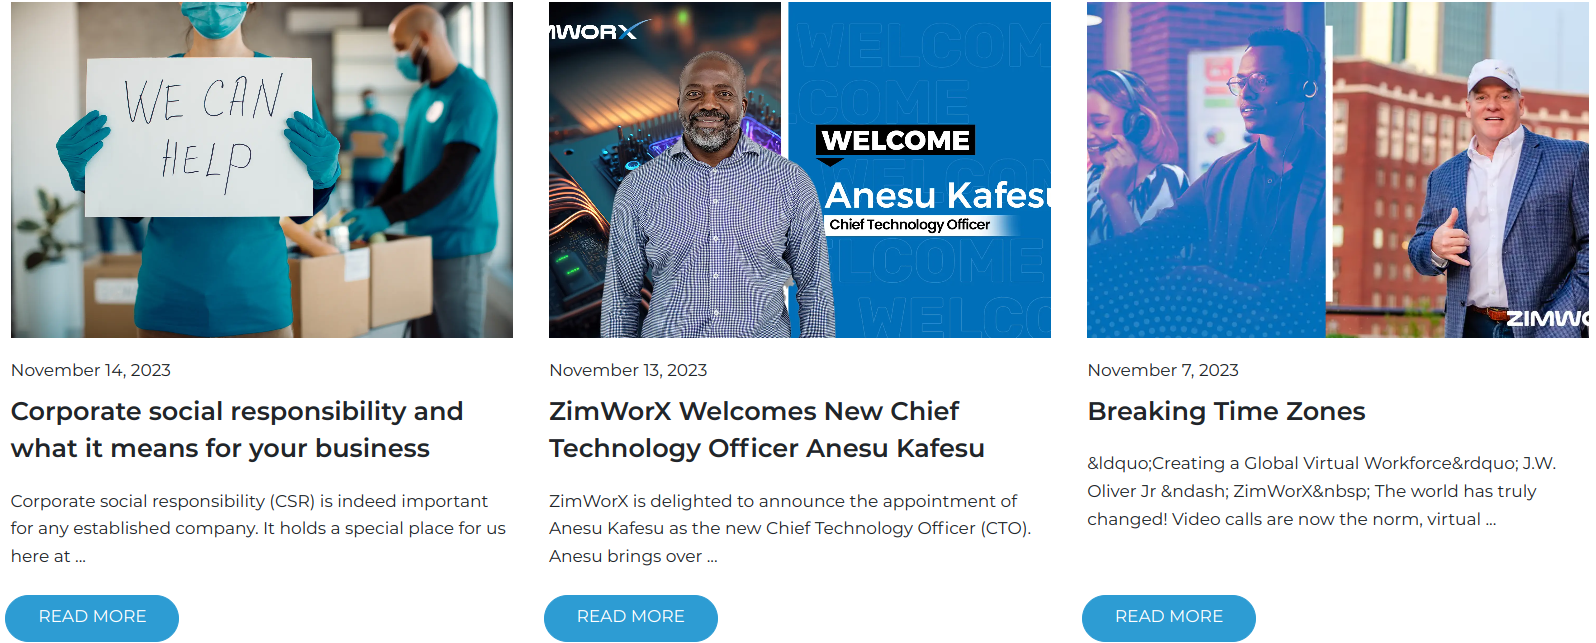 WE CAN
HELP
MWORX
WELCOME
Anesu Kafesu
Chief Technology Officer
ZIMWO
November 14, 2023
Corporate social responsibility and
what it means for your business
Corporate social responsibility (CSR) is indeed important
for any established company. It holds a special place for us
here at ...
READ MORE
November 13, 2023
ZimWorX Welcomes New Chief
Technology Officer Anesu Kafesu
ZimWorX is delighted to announce the appointment of
Anesu Kafesu as the new Chief Technology Officer (CTO).
Anesu brings over ...
READ MORE
November 7, 2023
Breaking Time Zones
&ldquo;Creating a Global Virtual Workforce&rdquo; J.W.
Oliver Jr &ndash; ZimWorX&nbsp; The world has truly
changed! Video calls are now the norm, virtual ...
READ MORE